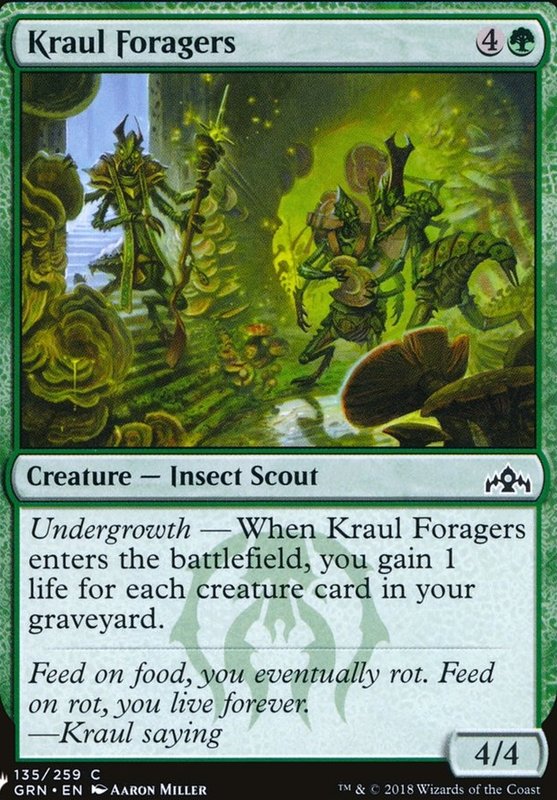 Kraul Foragers 4
Creature — Insect Scout
Undergrowth — When Kraul Foragers
enters the battlefield, you gain 1
life for each creature card in your
graveyard.
Feed on food, you eventually rot. Feed
on rot, you live forever.
—Kraul saying
4/4
135/259 C
GRN • EN Aaron Miller
™ & © 2018 Wizards of the Coast